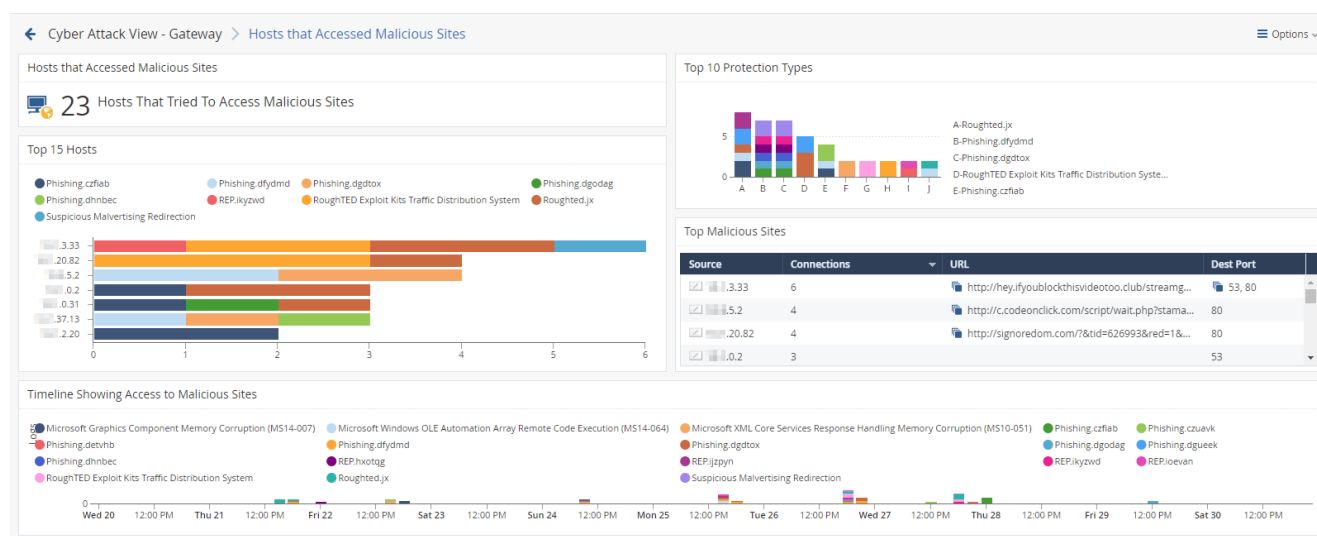 Cyber Attack View - Gateway > Hosts that Accessed Malicious Sites
Options
Hosts that Accessed Malicious Sites
23 Hosts That Tried To Access Malicious Sites
Top 15 Hosts
Phishing.czfiab Phishing.dfydmd Phishing.dgdtox Phishing.dgodag
Phishing.dhnbec REP.ikyzwd RoughTED Exploit Kits Traffic Distribution System Roughted.jx
Suspicious Malvertising Redirection
.3.33
.20.82
.5.2
.0.2
.0.31
.37.13
.2.20
0 1 2 3 4 5 6
Top 10 Protection Types
5
0
A B C D E F G H I J
A-Roughted.jx
B-Phishing.dfydmd
C-Phishing.dgdtox
D-RoughTED Exploit Kits Traffic Distribution Syste...
E-Phishing.czfiab
Top Malicious Sites
Source Connections URL Dest Port
.3.33 6 http://hey.ifyoublockthisvideotoo.club/streamg... 53, 80
.5.2 4 http://c.codeonclick.com/script/wait.php?stama... 80
.20.82 4 http://signoredom.com/?&tid=626993&red=1&... 80
.0.2 3 53
Timeline Showing Access to Malicious Sites
Logs
Microsoft Graphics Component Memory Corruption (MS14-007) Microsoft Windows OLE Automation Array Remote Code Execution (MS14-064) Microsoft XML Core Services Response Handling Memory Corruption (MS10-051) Phishing.czfiab Phishing.czuavk
Phishing.detvhb Phishing.dfydmd Phishing.dgdtox Phishing.dgodag Phishing.dgueek
Phishing.dhnbec REP.hxotqg REP.ijzpyn REP.ikyzwd REP.ioevan
RoughTED Exploit Kits Traffic Distribution System Roughted.jx Suspicious Malvertising Redirection
0
Wed 20 12:00 PM Thu 21 12:00 PM Fri 22 12:00 PM Sat 23 12:00 PM Sun 24 12:00 PM Mon 25 12:00 PM Tue 26 12:00 PM Wed 27 12:00 PM Thu 28 12:00 PM Fri 29 12:00 PM Sat 30 12:00 PM